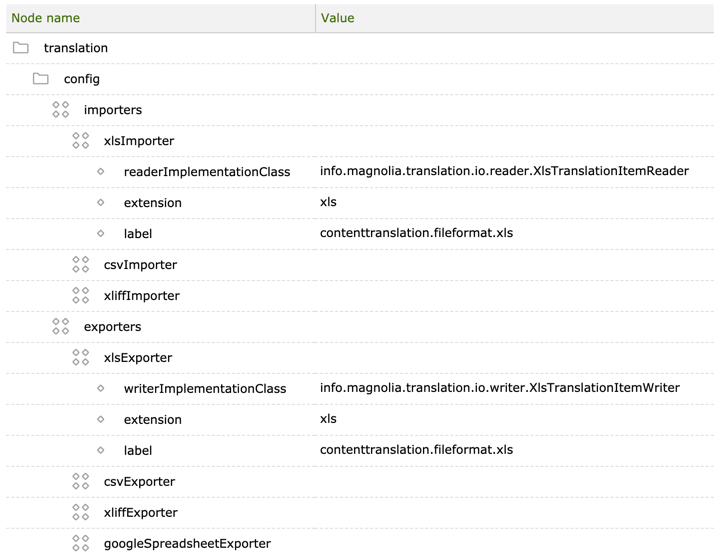 Node name Value
translation
config
importers
xlsImporter
readerImplementationClass info.magnolia.translation.io.reader.XlsTranslationItemReader
extension xls
label contenttranslation.fileformat.xls
csvImporter
xliffImporter
exporters
xlsExporter
writerImplementationClass info.magnolia.translation.io.writer.XlsTranslationItemWriter
extension xls
label contenttranslation.fileformat.xls
csvExporter
xliffExporter
googleSpreadsheetExporter